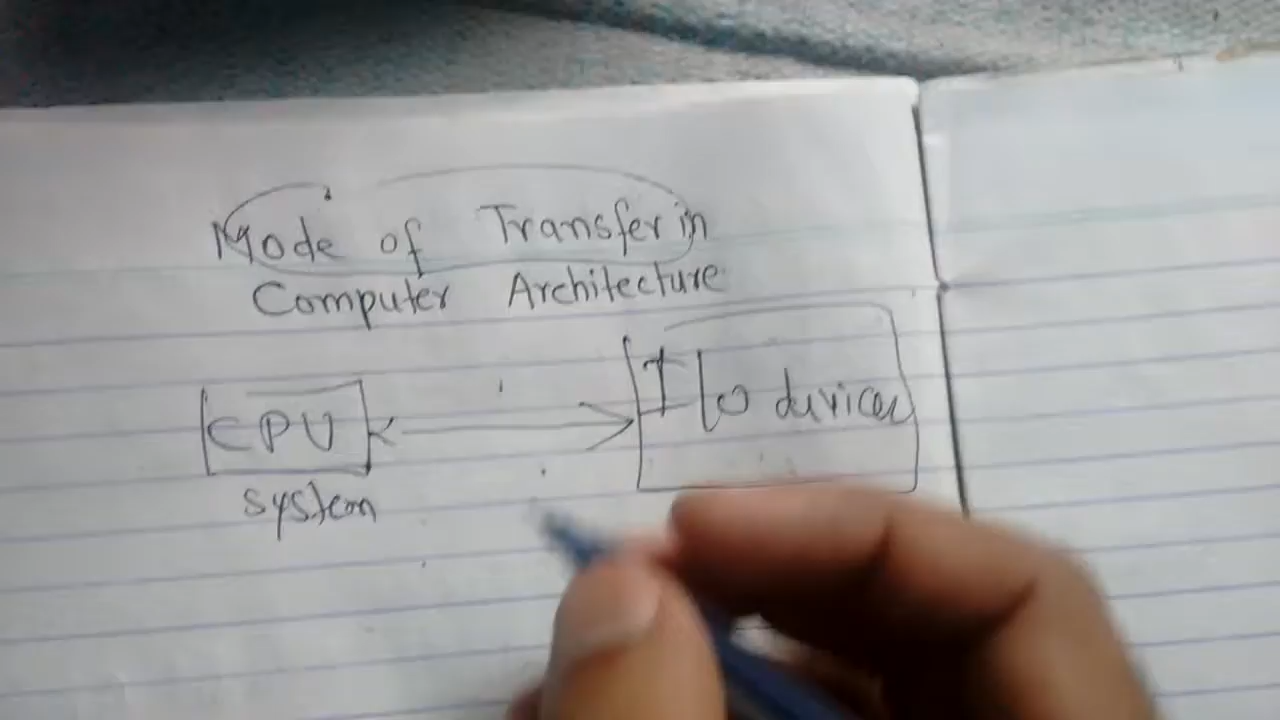 Mode of Transfer in
Computer Architecture
CPU
I/o devices
system